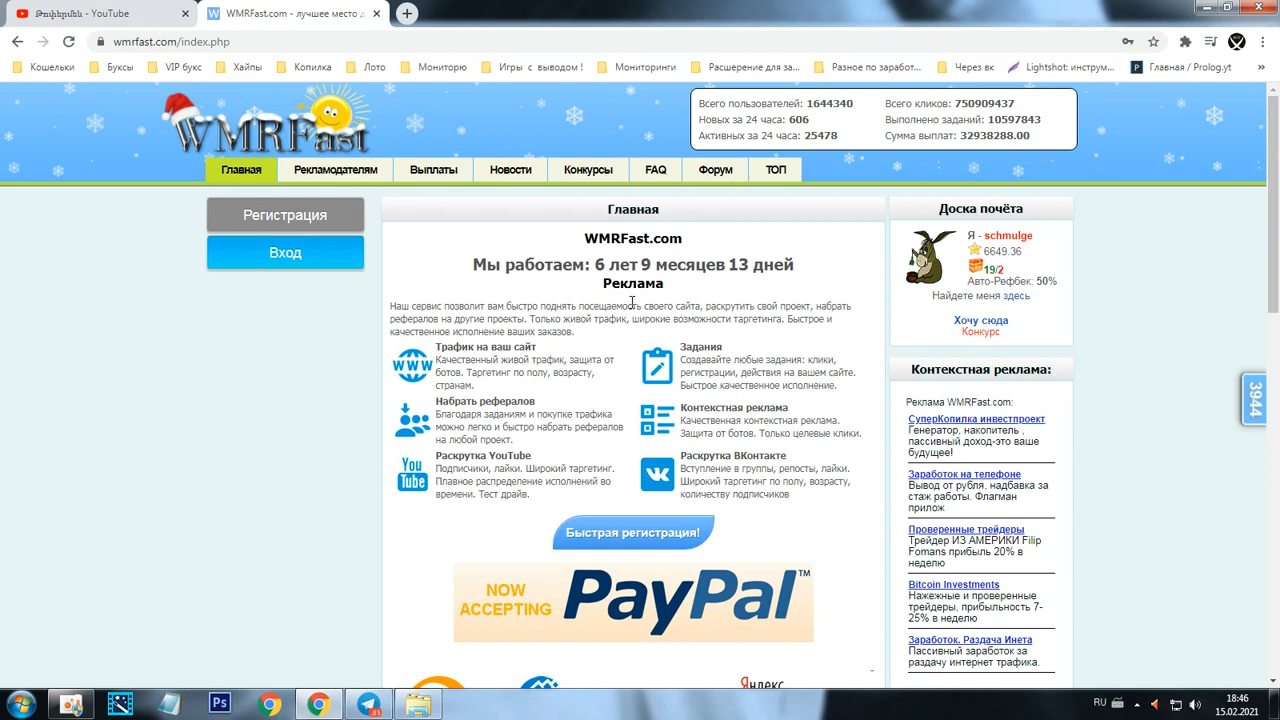 Թովերևան - YouTube
WMRFast.com - лучшее место д
wmrfast.com/index.php
Кошельки
Буксы
VIP букс
Хайпы
Копилка
Лото
Мониторю
Игры с выводом !
Мониторинги
Расшерение для за...
Разное по заработ...
Через вк
Lightshot: инструм...
Главная / Prolog.yt
WMRFast
Всего пользователей: 1644340
Новых за 24 часа: 606
Активных за 24 часа: 25478
Всего кликов: 750909437
Выполнено заданий: 10597843
Сумма выплат: 32938288.00
Главная
Рекламодателям
Выплаты
Новости
Конкурсы
FAQ
Форум
ТОП
Регистрация
Вход
Главная
WMRFast.com
Мы работаем: 6 лет 9 месяцев 13 дней
Реклама
Наш сервис позволит вам быстро поднять посещаемость своего сайта, раскрутить свой проект, набрать
рефералов на другие проекты. Только живой трафик, широкие возможности таргетинга. Быстрое и
качественное исполнение ваших заказов.
www
Трафик на ваш сайт
Качественный живой трафик, защита от
ботов. Таргетинг по полу, возрасту,
странам.
Задания
Создавайте любые задания: клики,
регистрации, действия на вашем сайте.
Быстрое качественное исполнение.
Набрать рефералов
Благодаря заданиям и покупке трафика
можно легко и быстро набрать рефералов
на любой проект.
Контекстная реклама
Качественная контекстная реклама.
Защита от ботов. Только целевые клики.
You
Tube
Раскрутка YouTube
Подписчики, лайки. Широкий таргетинг.
Плавное распределение исполнений во
времени. Тест драйв.
Раскрутка ВКонтакте
Вступление в группы, репосты, лайки.
Широкий таргетинг по полу, возрасту,
количеству подписчиков
Быстрая регистрация!
NOW
ACCEPTING
PayPal™
Яндекс
Доска почёта
Я - schmulge
6649.36
19/2
Авто-Рефбек: 50%
Найдете меня здесь
Хочу сюда
Конкурс
Контекстная реклама:
Реклама WMRFast.com:
СуперКопилка инвестпроект
Генератор, накопитель ,
пассивный доход-это ваше
будущее!
Заработок на телефоне
Вывод от рубля, надбавка за
стаж работы. Флагман
прилож
Проверенные трейдеры
Трейдер ИЗ АМЕРИКИ Filip
Fomans прибыль 20% в
неделю
Bitcoin Investments
Нажежные и проверенные
трейдеры, прибыльность 7-
25% в неделю
Заработок. Раздача Инета
Пассивный заработок за
раздачу интернет трафика.
3944
Ps
85
RU
18:46
15.02.2021